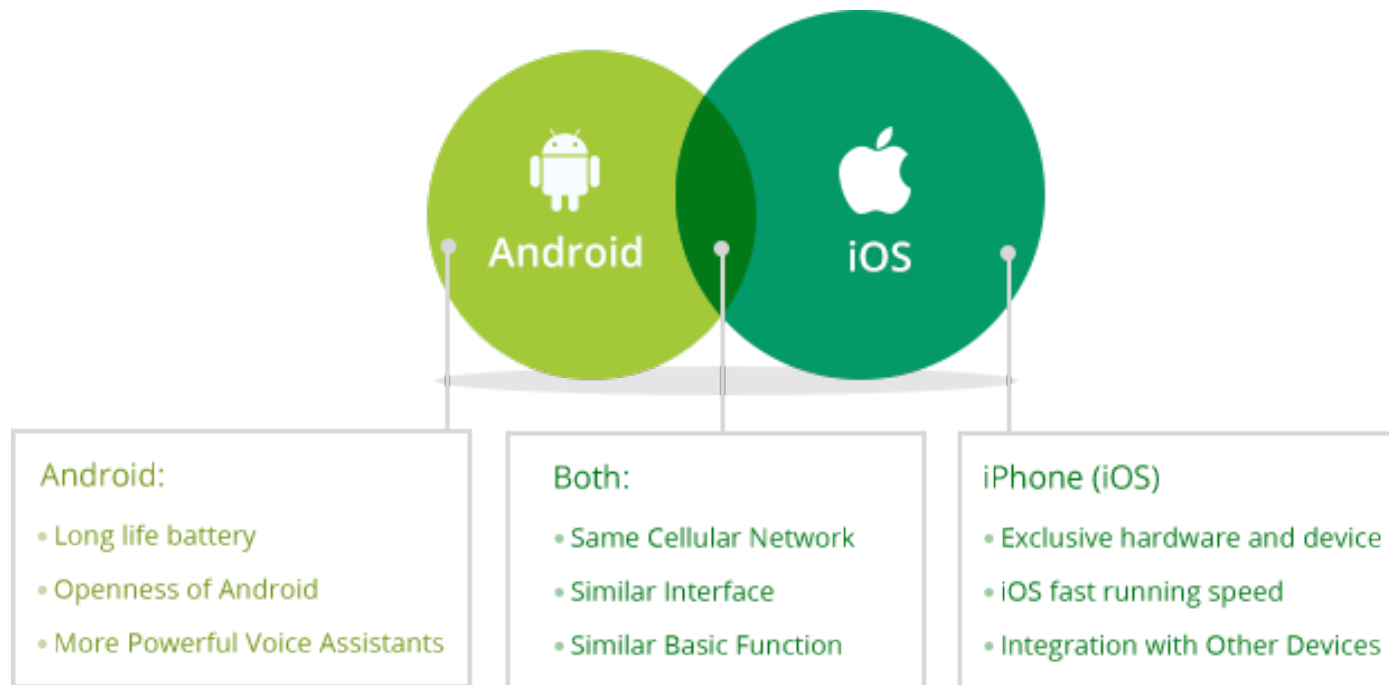 Android
iOS
Android:
• Long life battery
• Openness of Android
• More Powerful Voice Assistants
Both:
• Same Cellular Network
• Similar Interface
• Similar Basic Function
iPhone (iOS)
• Exclusive hardware and device
• iOS fast running speed
• Integration with Other Devices